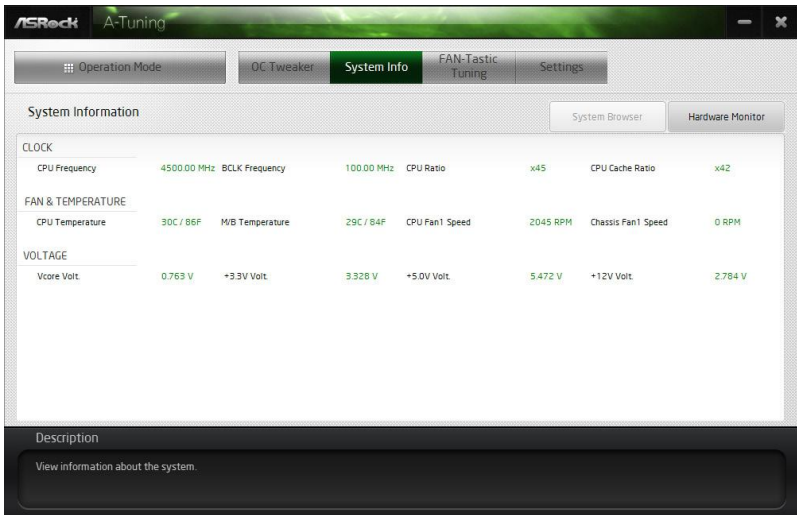 ASRock A-Tuning
Operation Mode OC Tweaker System Info FAN-Tastic Tuning Settings
System Information System Browser Hardware Monitor
CLOCK
CPU Frequency 4500.00 MHz BCLK Frequency 100.00 MHz CPU Ratio x45 CPU Cache Ratio x42
FAN & TEMPERATURE
CPU Temperature 30C / 86F M/B Temperature 29C / 84F CPU Fan1 Speed 2045 RPM Chassis Fan1 Speed 0 RPM
VOLTAGE
Vcore Volt. 0.763 V +3.3V Volt. 3.328 V +5.0V Volt. 5.472 V +12V Volt. 2.784 V
Description
View information about the system.